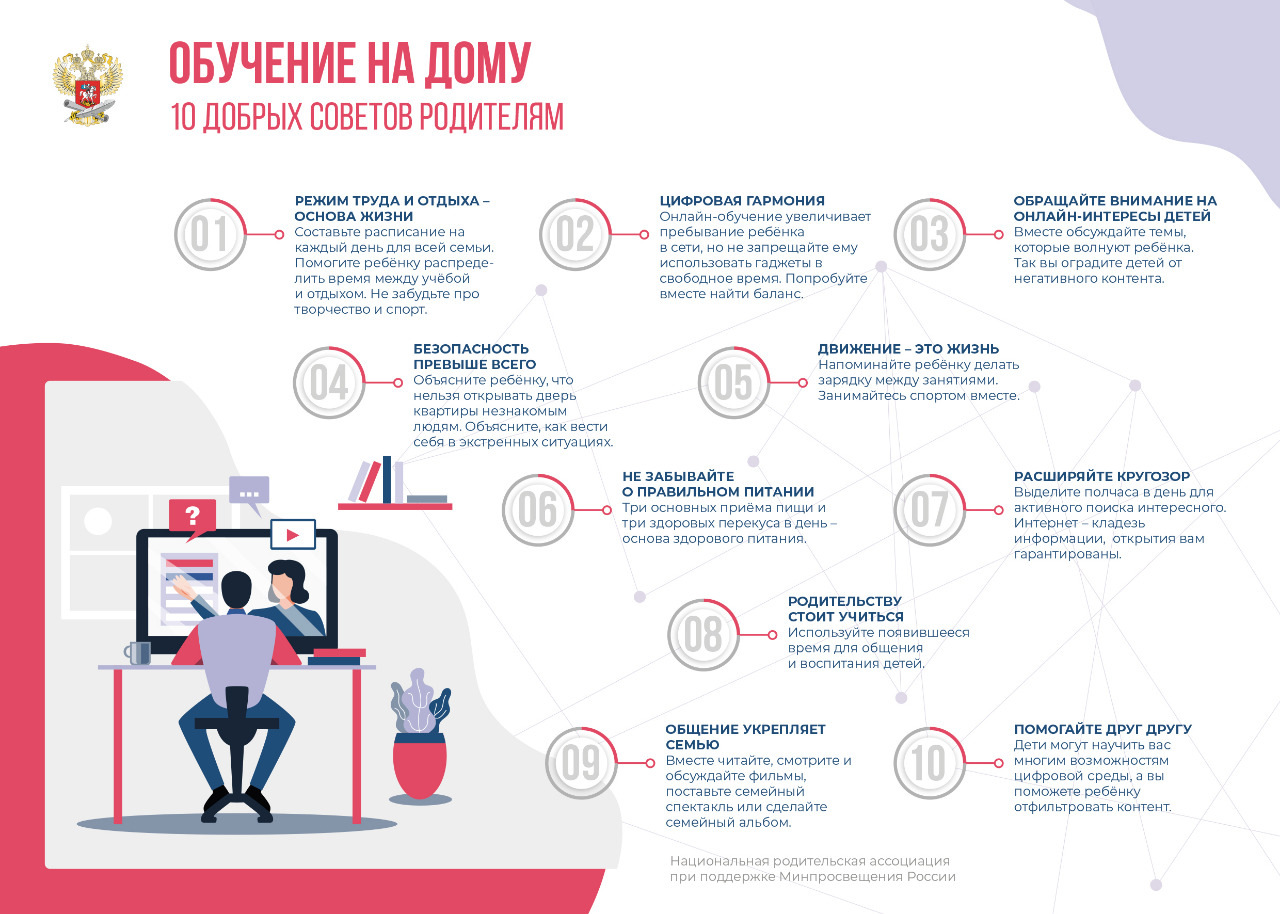 ОБУЧЕНИЕ НА ДОМУ
10 ДОБРЫХ СОВЕТОВ РОДИТЕЛЯМ
01
РЕЖИМ ТРУДА И ОТДЫХА –
ОСНОВА ЖИЗНИ
Составьте расписание на
каждый день для всей семьи.
Помогите ребёнку распреде-
лить время между учёбой
и отдыхом. Не забудьте про
творчество и спорт.
02
ЦИФРОВАЯ ГАРМОНИЯ
Онлайн-обучение увеличивает
пребывание ребёнка
в сети, но не запрещайте ему
использовать гаджеты в
свободное время. Попробуйте
вместе найти баланс.
03
ОБРАЩАЙТЕ ВНИМАНИЕ НА
ОНЛАЙН-ИНТЕРЕСЫ ДЕТЕЙ
Вместе обсуждайте темы,
которые волнуют ребёнка.
Так вы оградите детей от
негативного контента.
04
БЕЗОПАСНОСТЬ
ПРЕВЫШЕ ВСЕГО
Объясните ребёнку, что
нельзя открывать дверь
квартиры незнакомым
людям. Объясните, как вести
себя в экстренных ситуациях.
05
ДВИЖЕНИЕ – ЭТО ЖИЗНЬ
Напоминайте ребёнку делать
зарядку между занятиями.
Занимайтесь спортом вместе.
06
НЕ ЗАБЫВАЙТЕ
О ПРАВИЛЬНОМ ПИТАНИИ
Три основных приёма пищи и
три здоровых перекуса в день –
основа здорового питания.
07
РАСШИРЯЙТЕ КРУГОЗОР
Выделите полчаса в день для
активного поиска интересного.
Интернет – кладезь
информации, открытия вам
гарантированы.
?
08
РОДИТЕЛЬСТВУ
СТОИТ УЧИТЬСЯ
Используйте появившееся
время для общения
и воспитания детей.
09
ОБЩЕНИЕ УКРЕПЛЯЕТ
СЕМЬЮ
Вместе читайте, смотрите и
обсуждайте фильмы,
поставьте семейный
спектакль или сделайте
семейный альбом.
10
ПОМОГАЙТЕ ДРУГ ДРУГУ
Дети могут научить вас
многим возможностям
цифровой среды, а вы
поможете ребёнку
отфильтровать контент.
Национальная родительская ассоциация
при поддержке Минпросвещения России